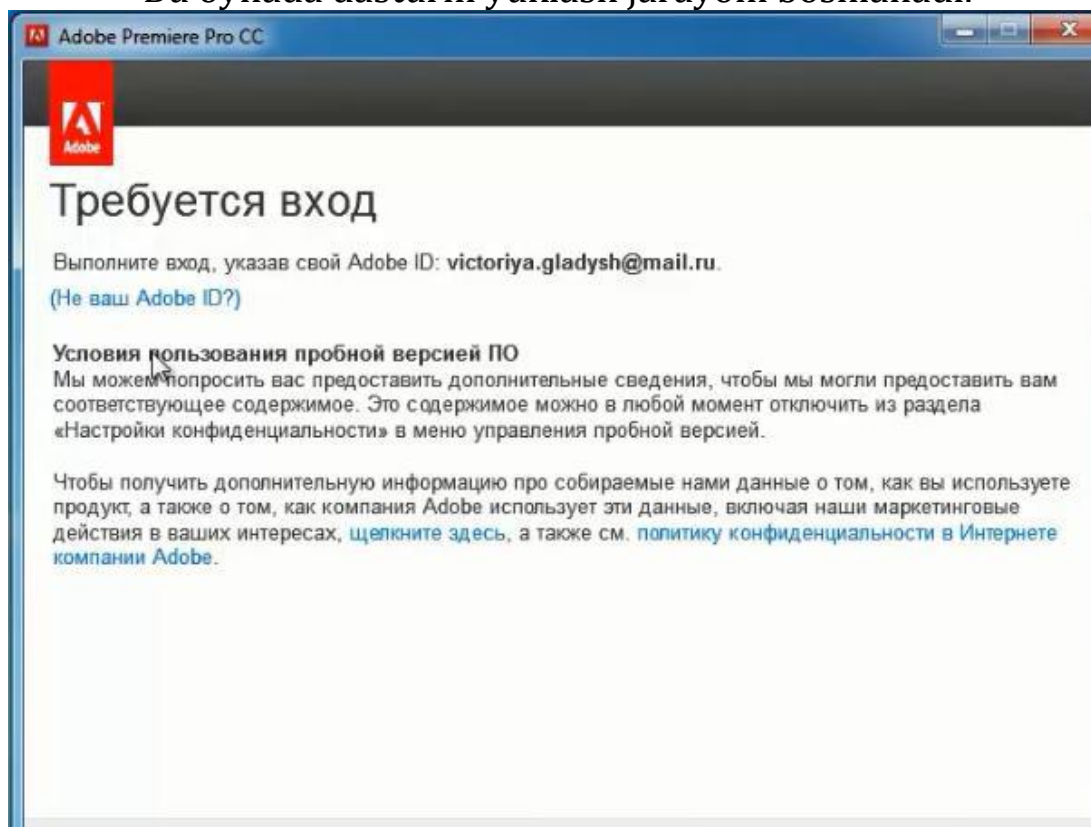 Adobe Premiere Pro CC
Adobe
Требуется вход
Выполните вход, указав свой Adobe ID: victoriya.gladysh@mail.ru.
(Не ваш Adobe ID?)
Условия пользования пробной версией ПО
Мы можем попросить вас предоставить дополнительные сведения, чтобы мы могли предоставить вам
соответствующее содержимое. Это содержимое можно в любой момент отключить из раздела
«Настройки конфиденциальности» в меню управления пробной версией.
Чтобы получить дополнительную информацию про собираемые нами данные о том, как вы используете
продукт, а также о том, как компания Adobe использует эти данные, включая наши маркетинговые
действия в ваших интересах, щелкните здесь, а также см. политику конфиденциальности в Интернете
компании Adobe.